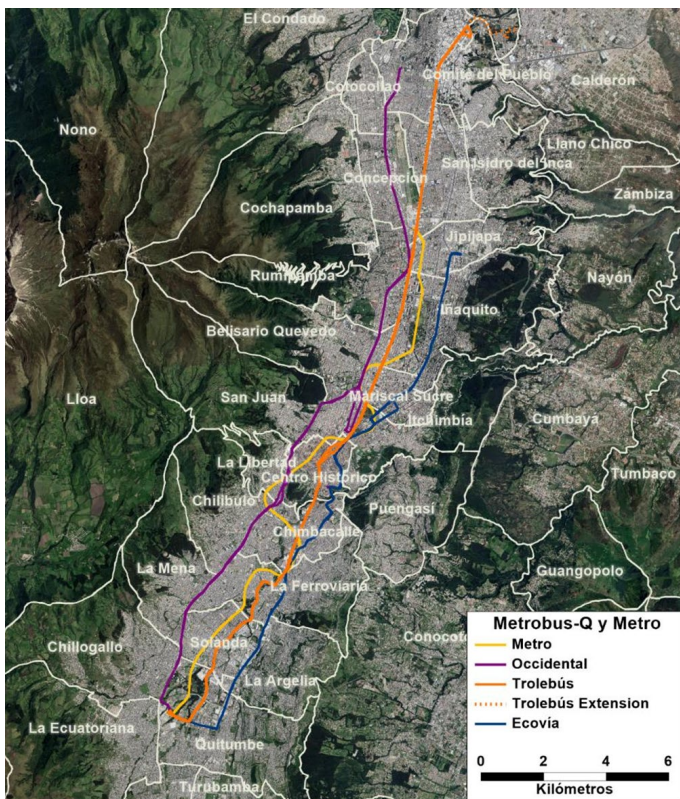 El Condado
Comité del Pueblo
Calderón
Cotocollao
Nono
Llano Chico
San Isidro del Inca
Concepción
Zámbiza
Cochapamba
Jipijapa
Rumipamba
Nayón
Iñaquito
Belisario Quevedo
Lloa
San Juan
Mariscal Sucre
Itchimbía
Cumbayá
La Libertad
Centro Histórico
Tumbaco
Chilibulo
Puengasí
Chimbacalle
La Mena
Guangopolo
La Ferroviaria
Chillogallo
Solanda
Conocoto
La Argelia
La Ecuatoriana
Quitumbe
Turubamba
Metrobus-Q y Metro
Metro
Occidental
Trolebús
Trolebús Extension
Ecovía
0 2 4 6
Kilómetros